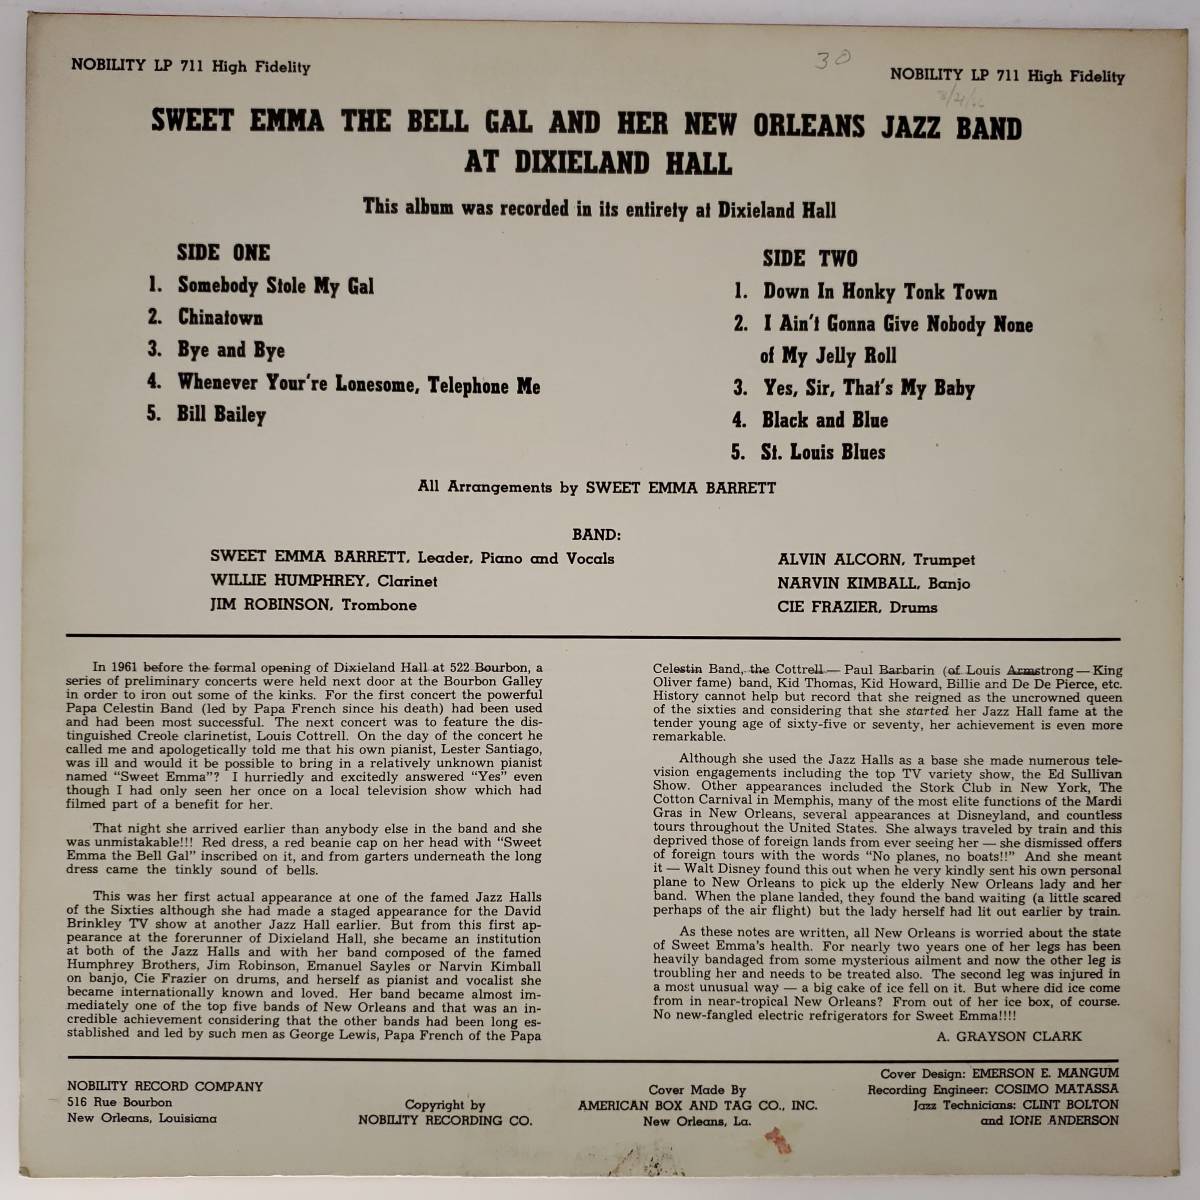 NOBILITY LP 711 High Fidelity
30
NOBILITY LP 711 High Fidelity
SWEET EMMA THE BELL GAL AND HER NEW ORLEANS JAZZ BAND
AT DIXIELAND HALL
This album was recorded in its entirety at Dixieland Hall
SIDE ONE
1. Somebody Stole My Gal
2. Chinatown
3. Bye and Bye
4. Whenever Your're Lonesome, Telephone Me
5. Bill Bailey
SIDE TWO
1. Down In Honky Tonk Town
2. I Ain't Gonna Give Nobody None
of My Jelly Roll
3. Yes, Sir, That's My Baby
4. Black and Blue
5. St. Louis Blues
All Arrangements by SWEET EMMA BARRETT
BAND:
SWEET EMMA BARRETT, Leader, Piano and Vocals
WILLIE HUMPHREY, Clarinet
JIM ROBINSON, Trombone
ALVIN ALCORN, Trumpet
NARVIN KIMBALL, Banjo
CIE FRAZIER, Drums
In 1961 before the formal opening of Dixieland Hall at 522 Bourbon, a
series of preliminary concerts were held next door at the Bourbon Galley
in order to iron out some of the kinks. For the first concert the powerful
Papa Celestin Band (led by Papa French since his death) had been used
and had been most successful. The next concert was to feature the dis-
tinguished Creole clarinetist, Louis Cottrell. On the day of the concert he
called me and apologetically told me that his own pianist, Lester Santiago,
was ill and would it be possible to bring in a relatively unknown pianist
named "Sweet Emma"? I hurriedly and excitedly answered "Yes" even
though I had only seen her once on a local television show which had
filmed part of a benefit for her.
That night she arrived earlier than anybody else in the band and she
was unmistakable!!! Red dress, a red beanie cap on her head with "Sweet
Emma the Bell Gal" inscribed on it, and from garters underneath the long
dress came the tinkly sound of bells.
This was her first actual appearance at one of the famed Jazz Halls
of the Sixties although she had made a staged appearance for the David
Brinkley TV show at another Jazz Hall earlier. But from this first ap-
pearance at the forerunner of Dixieland Hall, she became an institution
at both of the Jazz Halls and with her band composed of the famed
Humphrey Brothers, Jim Robinson, Emanuel Sayles or Narvin Kimball
on banjo, Cie Frazier on drums, and herself as pianist and vocalist she
became internationally known and loved. Her band became almost im-
mediately one of the top five bands of New Orleans and that was an in-
credible achievement considering that the other bands had been long es-
stablished and led by such men as George Lewis, Papa French of the Papa
Celestin Band, the Cottrell — Paul Barbarin (of Louis Armstrong — King
Oliver fame) band, Kid Thomas, Kid Howard, Billie and De De Pierce, etc.
History cannot help but record that she reigned as the uncrowned queen
of the sixties and considering that she started her Jazz Hall fame at the
tender young age of sixty-five or seventy, her achievement is even more
remarkable.
Although she used the Jazz Halls as a base she made numerous tele-
vision engagements including the top TV variety show, the Ed Sullivan
Show. Other appearances included the Stork Club in New York, The
Cotton Carnival in Memphis, many of the most elite functions of the Mardi
Gras in New Orleans, several appearances at Disneyland, and countless
tours throughout the United States. She always traveled by train and this
deprived those of foreign lands from ever seeing her — she dismissed offers
of foreign tours with the words "No planes, no boats!!" And she meant
it — Walt Disney found this out when he very kindly sent his own personal
plane to New Orleans to pick up the elderly New Orleans lady and her
band. When the plane landed, they found the band waiting (a little scared
perhaps of the air flight) but the lady herself had lit out earlier by train.
As these notes are written, all New Orleans is worried about the state
of Sweet Emma's health. For nearly two years one of her legs has been
heavily bandaged from some mysterious ailment and now the other leg is
troubling her and needs to be treated also. The second leg was injured in
a most unusual way — a big cake of ice fell on it. But where did ice come
from in near-tropical New Orleans? From out of her ice box, of course.
No new-fangled electric refrigerators for Sweet Emma!!!!
A. GRAYSON CLARK
NOBILITY RECORD COMPANY
516 Rue Bourbon
New Orleans, Louisiana
Copyright by
NOBILITY RECORDING CO.
Cover Made By
AMERICAN BOX AND TAG CO., INC.
New Orleans, La.
Cover Design: EMERSON E. MANGUM
Recording Engineer: COSIMO MATASSA
Jazz Technicians: CLINT BOLTON
and IONE ANDERSON